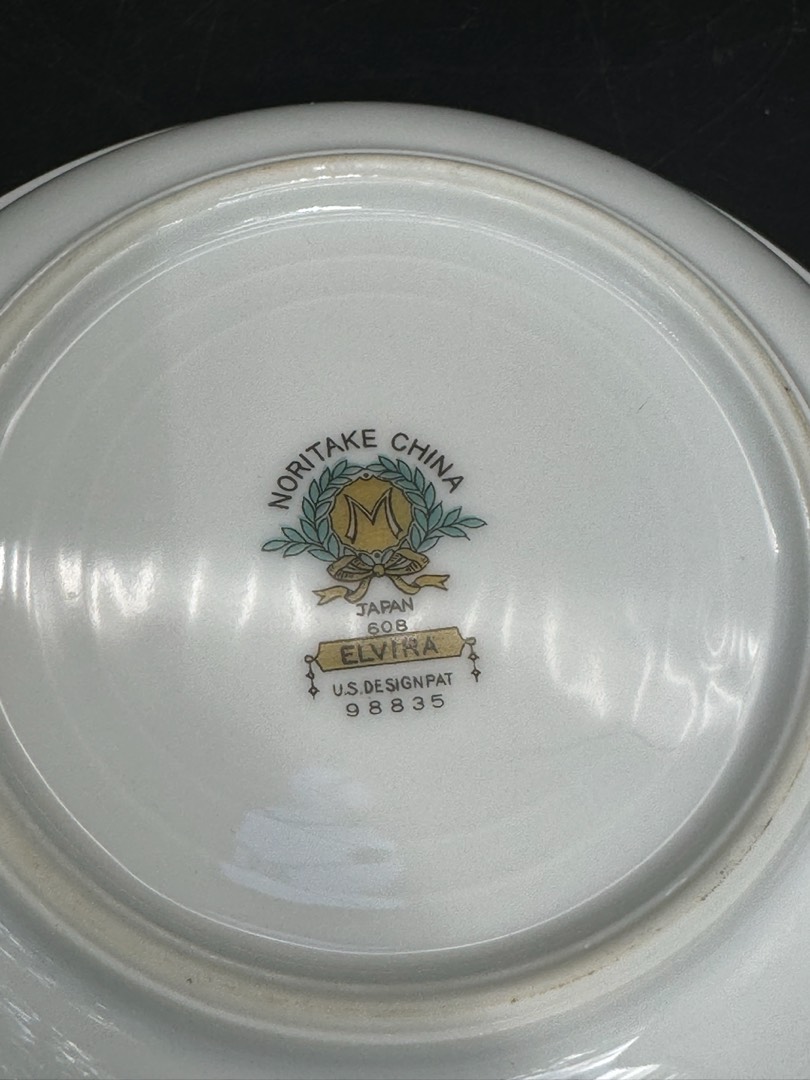 NORITAKE CHINA
M
JAPAN
608
ELVIRA
U.S.DESIGN PAT
98835